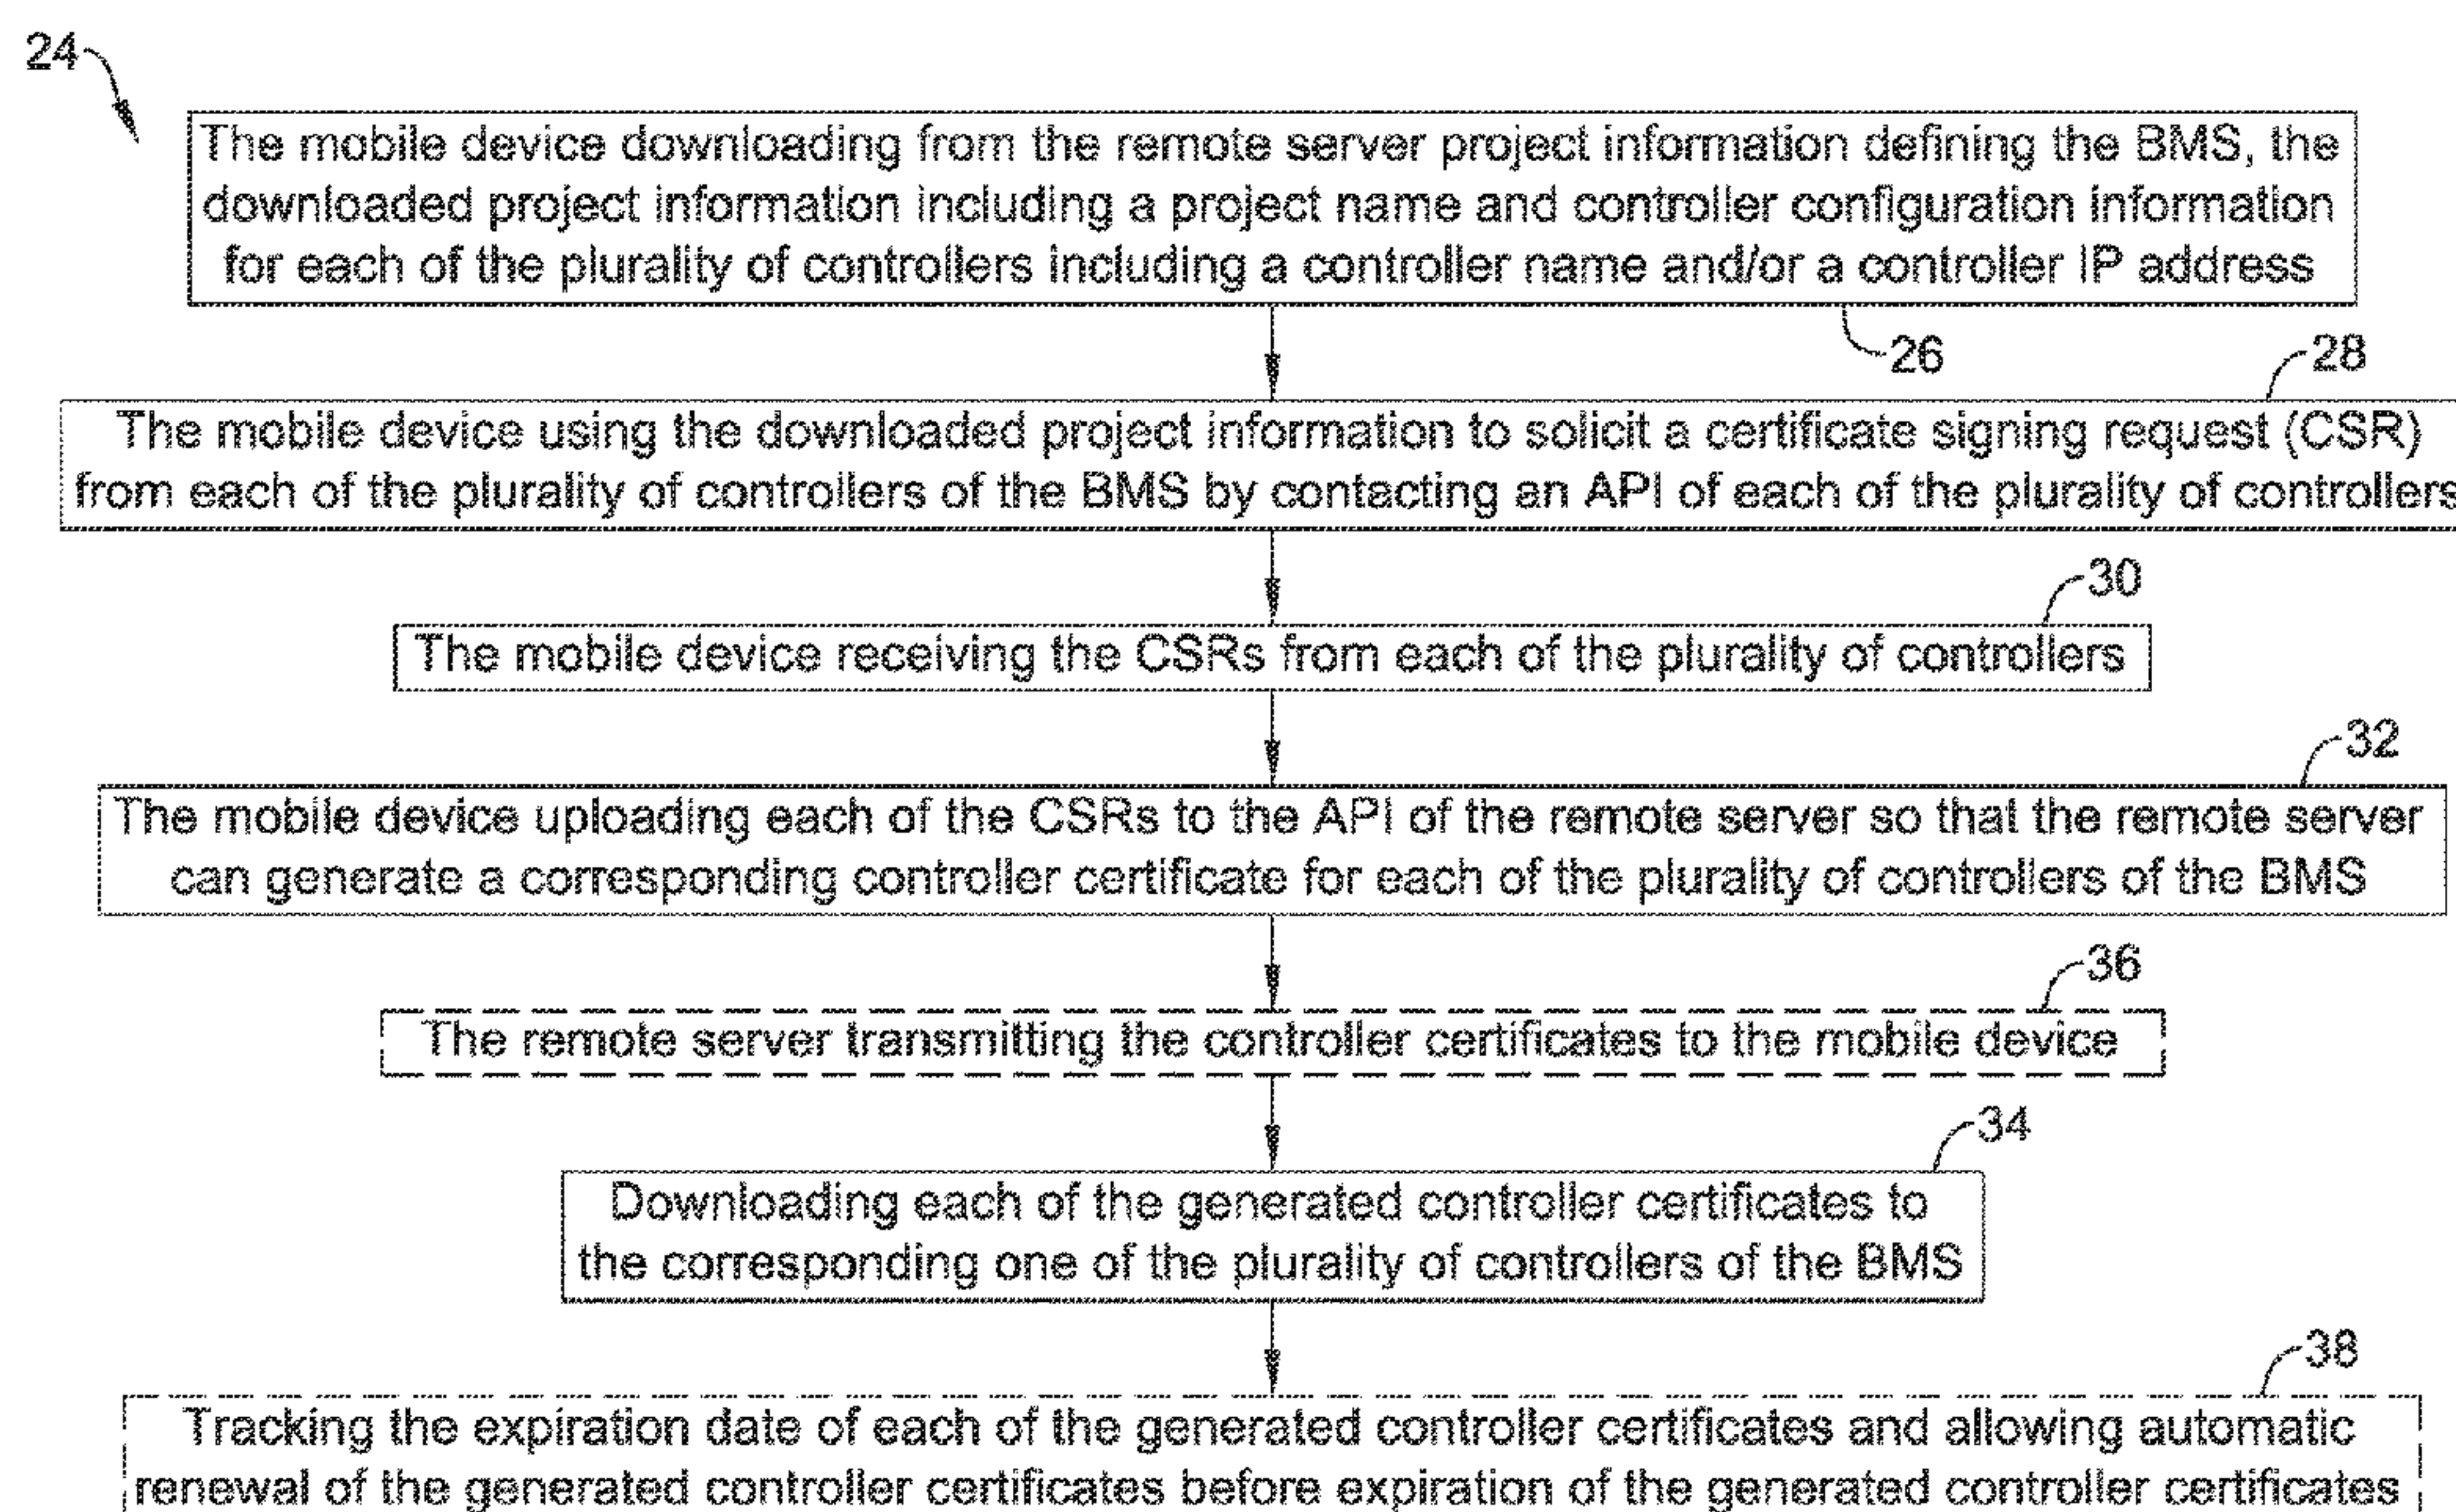 24
The mobile device downloading from the remote server project information defining the BMS, the
downloaded project information including a project name and controller configuration information
for each of the plurality of controllers including a controller name and/or a controller IP address
26
28
The mobile device using the downloaded project information to solicit a certificate signing request (CSR)
from each of the plurality of controllers of the BMS by contacting an API of each of the plurality of controllers
30
The mobile device receiving the CSRs from each of the plurality of controllers
32
The mobile device uploading each of the CSRs to the API of the remote server so that the remote server
can generate a corresponding controller certificate for each of the plurality of controllers of the BMS
36
The remote server transmitting the controller certificates to the mobile device
34
Downloading each of the generated controller certificates to
the corresponding one of the plurality of controllers of the BMS
38
Tracking the expiration date of each of the generated controller certificates and allowing automatic
renewal of the generated controller certificates before expiration of the generated controller certificates